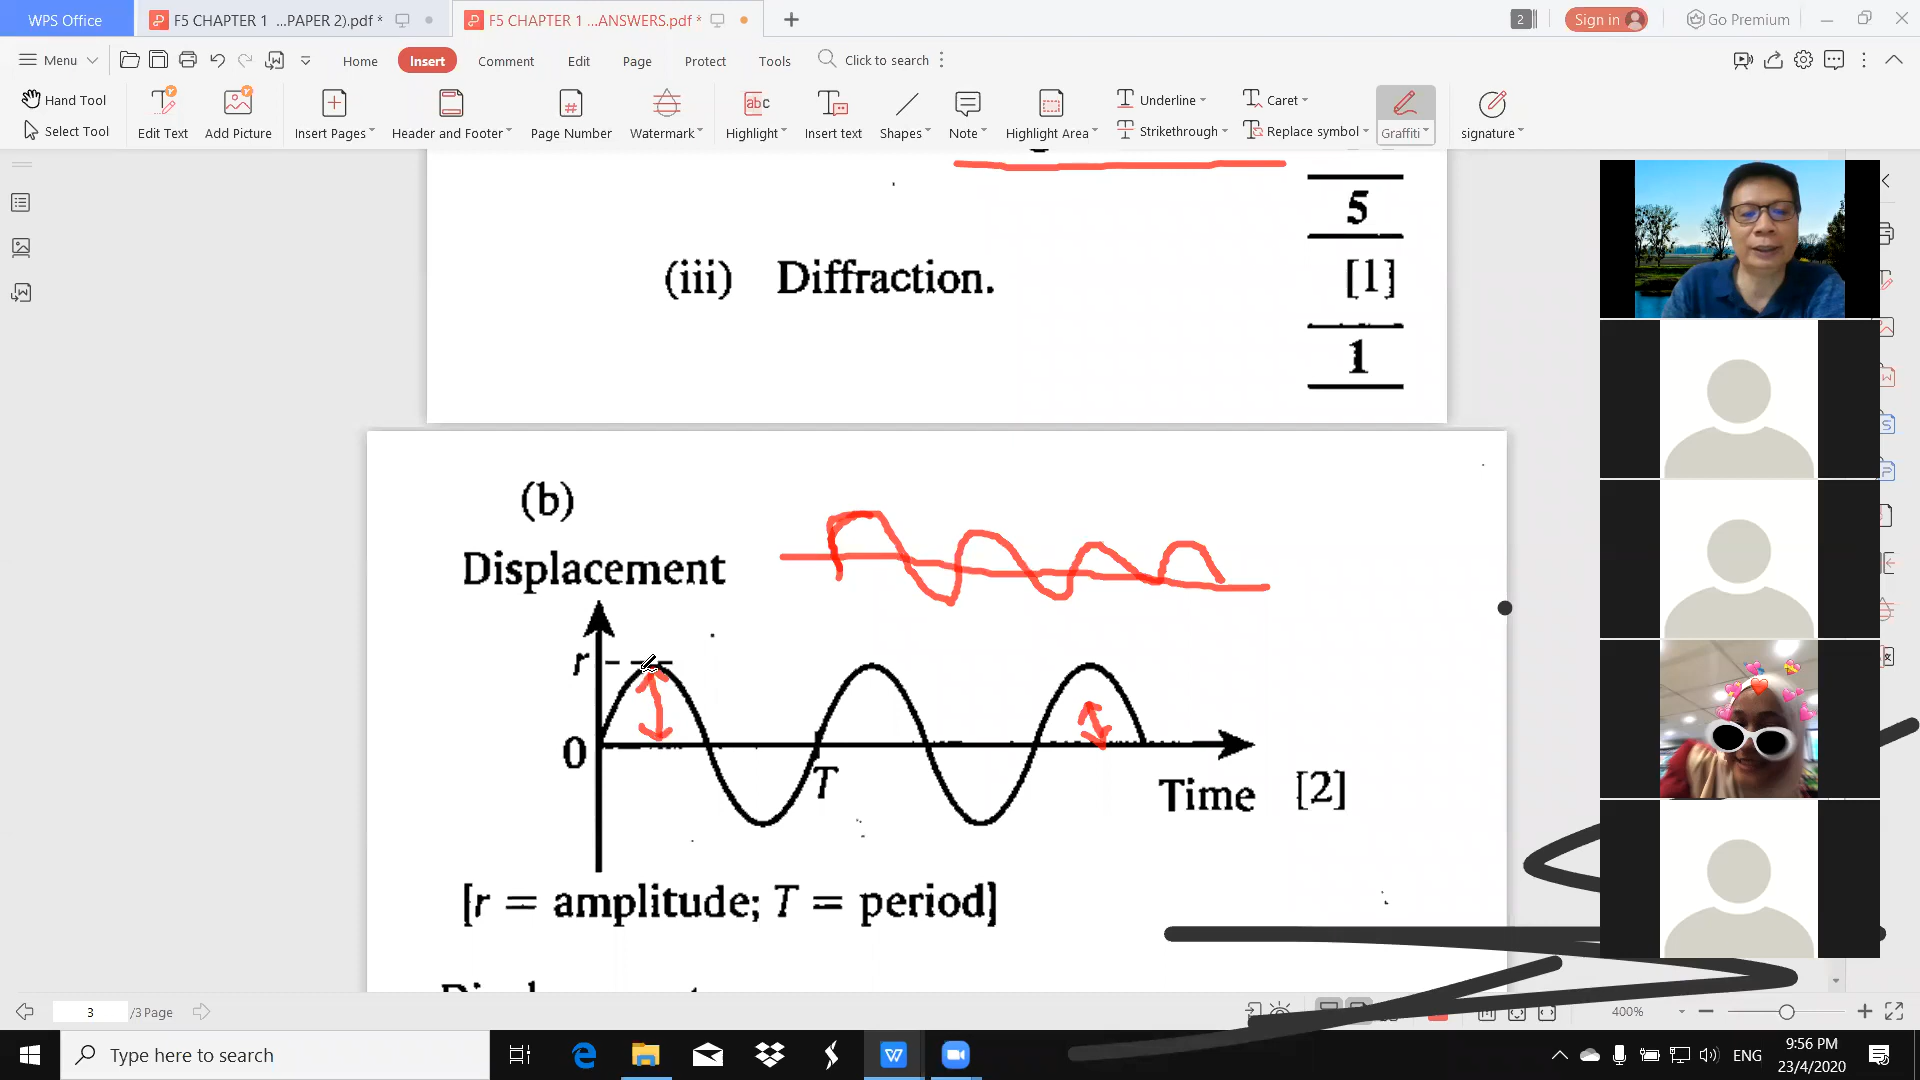 WPS Office
F5 CHAPTER 1 ...PAPER 2).pdf *
F5 CHAPTER 1 ...ANSWERS.pdf *
2
Sign in
Go Premium
Menu
Home
Insert
Comment
Edit
Page
Protect
Tools
Click to search
Hand Tool
Select Tool
Edit Text
Add Picture
Insert Pages
Header and Footer
Page Number
Watermark
Highlight
Insert text
Shapes
Note
Highlight Area
Underline
Strikethrough
Caret
Replace symbol
Graffiti
signature
5
(iii) Diffraction. [1]
1
(b)
Displacement
r
0
T
Time [2]
[r = amplitude; T = period]
3 /3 Page
400%
Type here to search
ENG
9:56 PM
23/4/2020